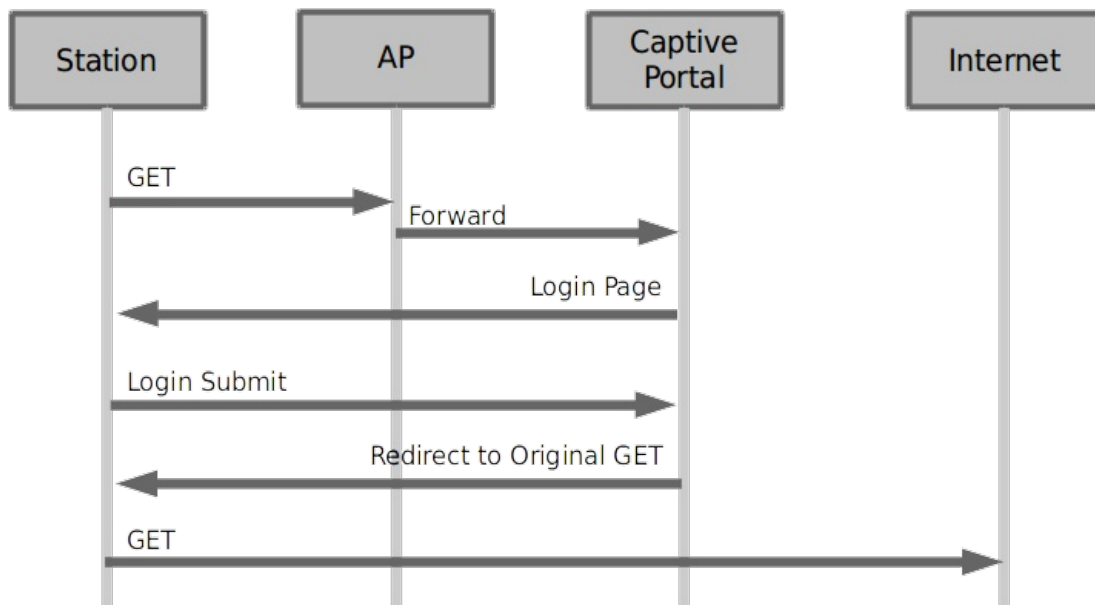 Station
AP
Captive
Portal
Internet
GET
Forward
Login Page
Login Submit
Redirect to Original GET
GET